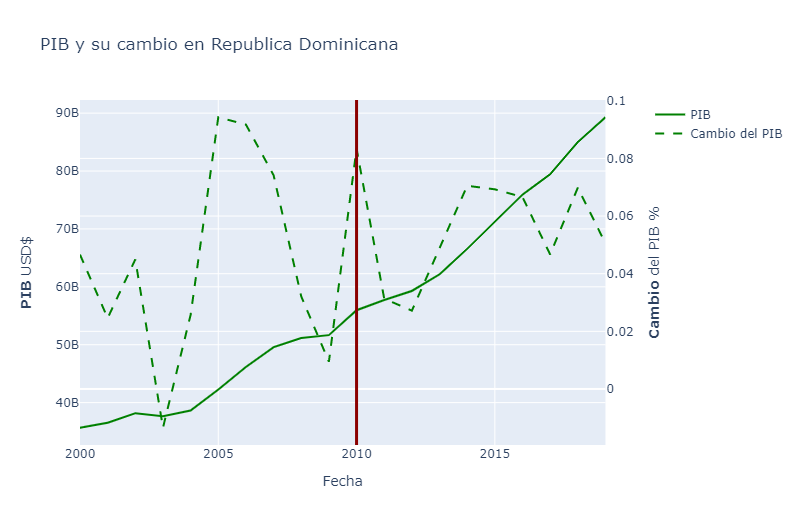 PIB y su cambio en Republica Dominicana
90B
80B
70B
60B
50B
40B
PIB USD$
0.1
0.08
0.06
0.04
0.02
0
Cambio del PIB %
2000
2005
2010
2015
Fecha
PIB
Cambio del PIB